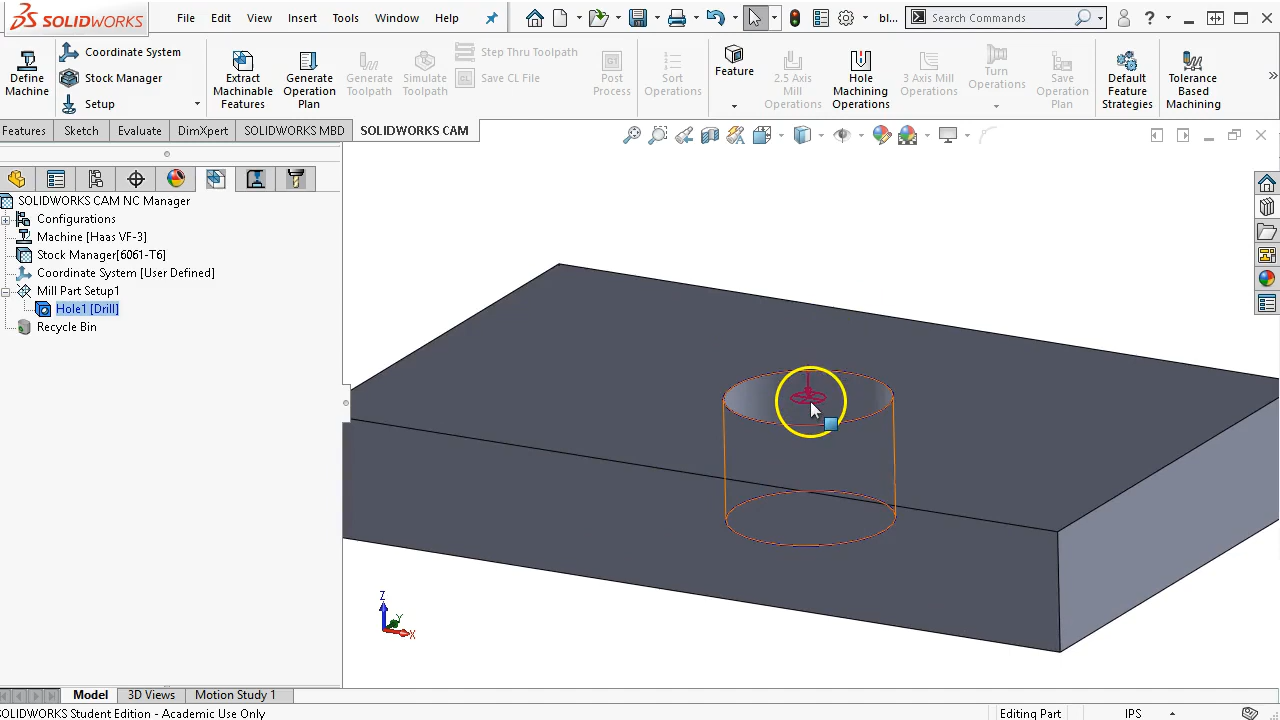 SOLIDWORKS File Edit View Insert Tools Window Help bl... Search Commands ?
Define Machine
Coordinate System
Stock Manager
Setup
Extract Machinable Features
Generate Operation Plan
Generate Toolpath
Simulate Toolpath
Step Thru Toolpath
Save CL File
G1
CL
Post Process
Sort Operations
Feature
2.5 Axis Mill Operations
Hole Machining Operations
3 Axis Mill Operations
Turn Operations
Save Operation Plan
Default Feature Strategies
Tolerance Based Machining
Features Sketch Evaluate DimXpert SOLIDWORKS MBD SOLIDWORKS CAM
SOLIDWORKS CAM NC Manager
Configurations
Machine [Haas VF-3]
Stock Manager[6061-T6]
Coordinate System [User Defined]
Mill Part Setup1
Hole1 [Drill]
Recycle Bin
Z
Y
X
Model 3D Views Motion Study 1
SOLIDWORKS Student Edition - Academic Use Only Editing Part IPS